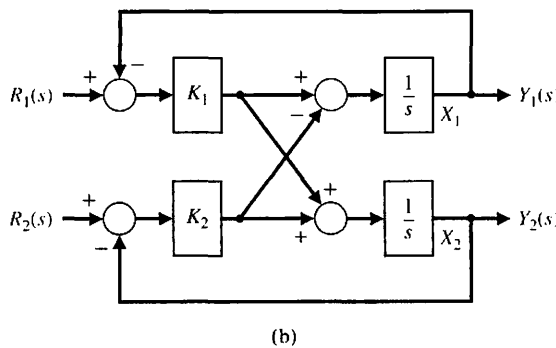 −
+
R₁(s)
K₁
+
−
1/s
X₁
Y₁(s)
+
R₂(s)
−
K₂
+
+
1/s
X₂
Y₂(s)
(b)